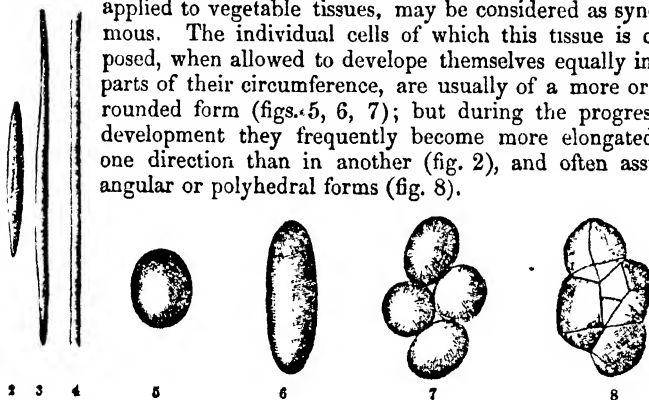 applied to vegetable tissues, may be considered as syn
mous. The individual cells of which this tissue is c
posed, when allowed to develope themselves equally in
parts of their circumference, are usually of a more or
rounded form (figs. 5, 6, 7); but during the progres
development they frequently become more elongated
one direction than in another (fig. 2), and often ass
angular or polyhedral forms (fig. 8).
2 3 4 5 6 7 8